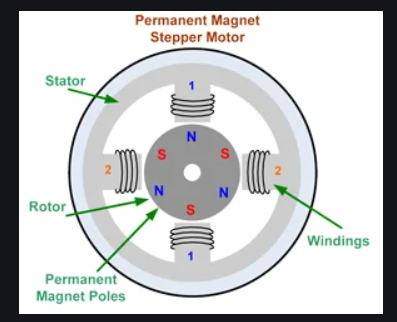 Permanent Magnet
Stepper Motor
Stator
1
N
S
S
2
2
N
N
Rotor
S
Windings
1
Permanent
Magnet Poles